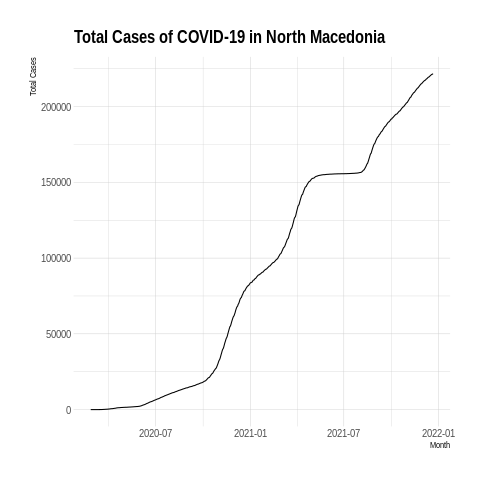 Total Cases of COVID-19 in North Macedonia
Total Cases
200000
150000
100000
50000
0
2020-07 2021-01 2021-07 2022-01
Month